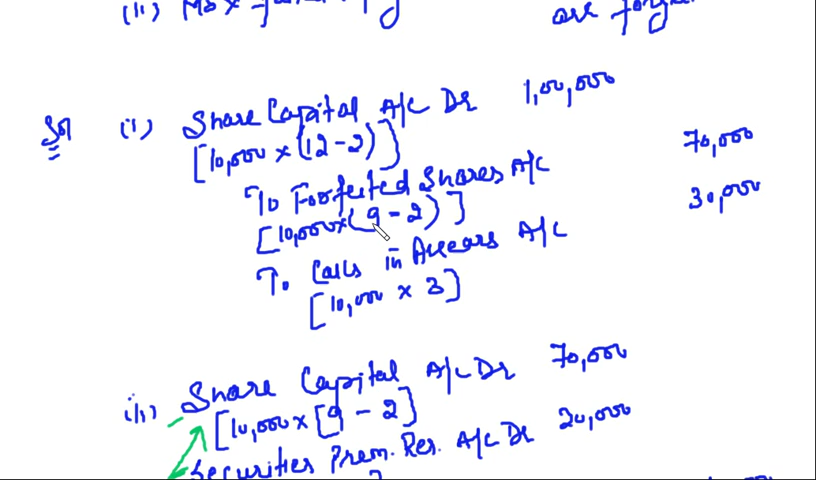 (ii) Max
are
Sol (i) Share Capital A/C Dr 1,00,000
[10,000 × (12-2)]
70,000
To Forfeited Shares A/C
[10,000×(9-2)]
30,000
To Calls in Arrears A/C
[10,000 × 3]
ii) Share Capital A/C Dr 70,000
[10,000×[9-2]
Securities Prem. Res. A/C Dr 20,000